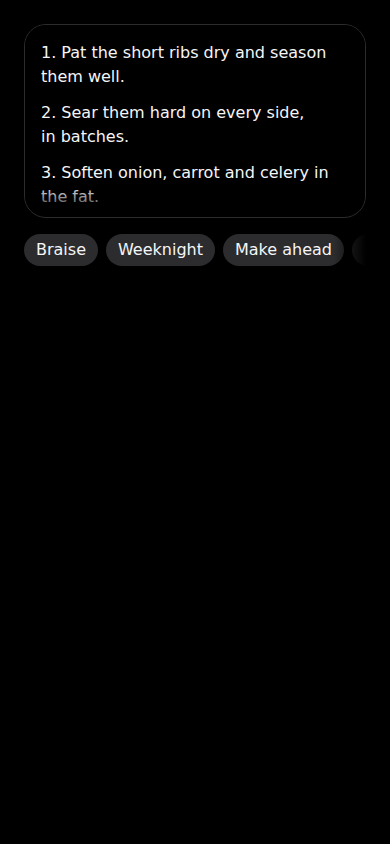 1. Pat the short ribs dry and season
them well.
2. Sear them hard on every side,
in batches.
3. Soften onion, carrot and celery in
the fat.
Braise
Weeknight
Make ahead